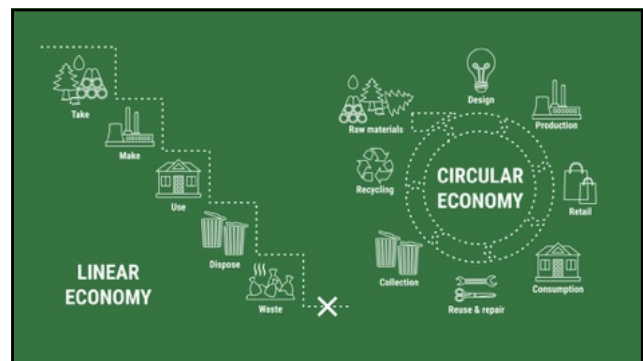 Take
Make
Use
Dispose
Waste
LINEAR
ECONOMY
Design
Production
Retail
Consumption
Reuse & repair
Collection
Recycling
Raw materials
CIRCULAR
ECONOMY